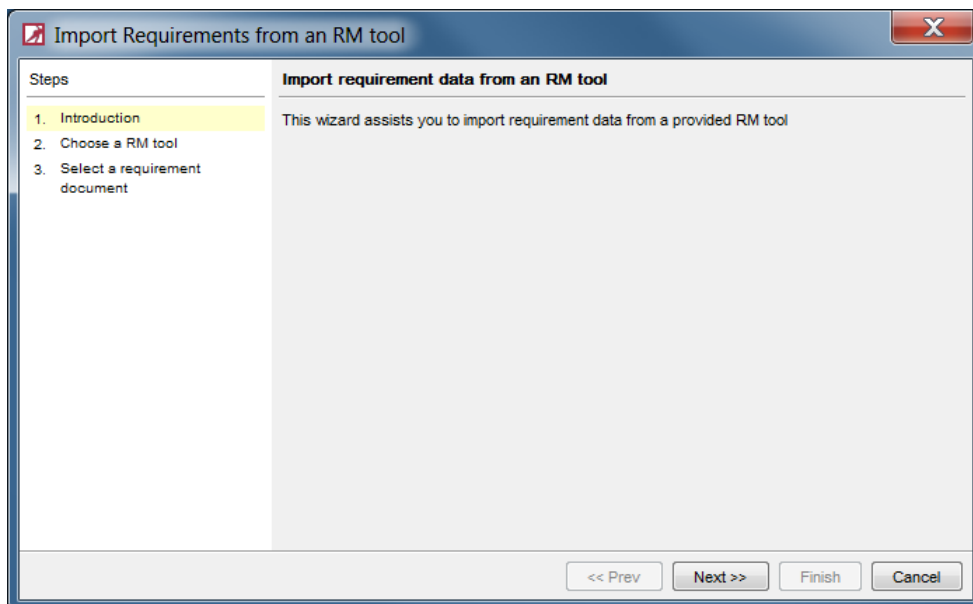 Import Requirements from an RM tool
X
Steps
1. Introduction
2. Choose a RM tool
3. Select a requirement
document
Import requirement data from an RM tool
This wizard assists you to import requirement data from a provided RM tool
<< Prev
Next >>
Finish
Cancel